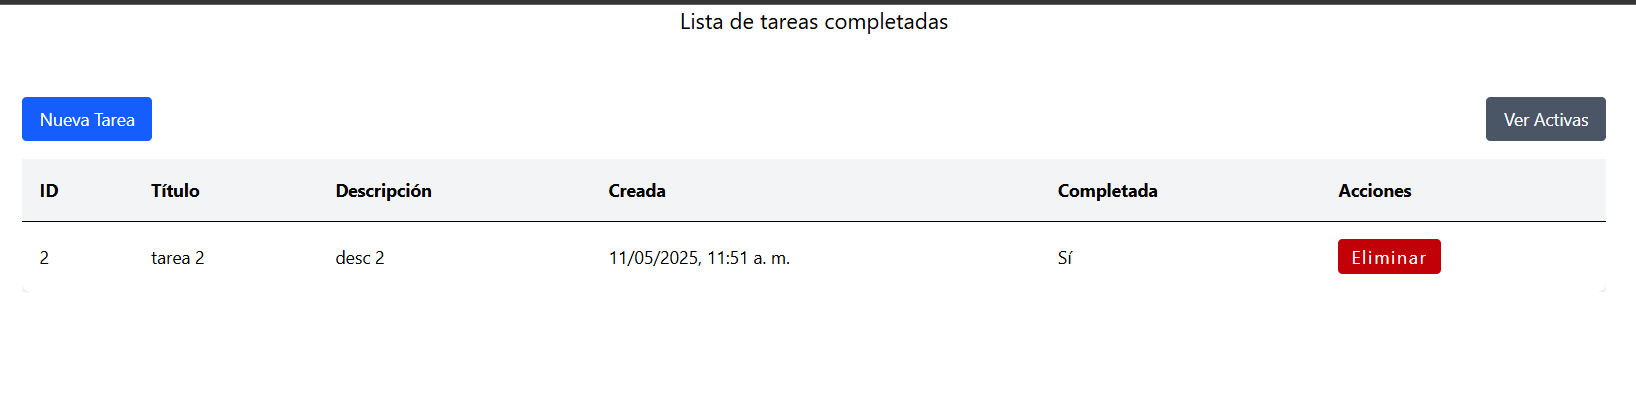 Lista de tareas completadas
Nueva Tarea Ver Activas
ID Título Descripción Creada Completada Acciones
2 tarea 2 desc 2 11/05/2025, 11:51 a. m. Sí Eliminar